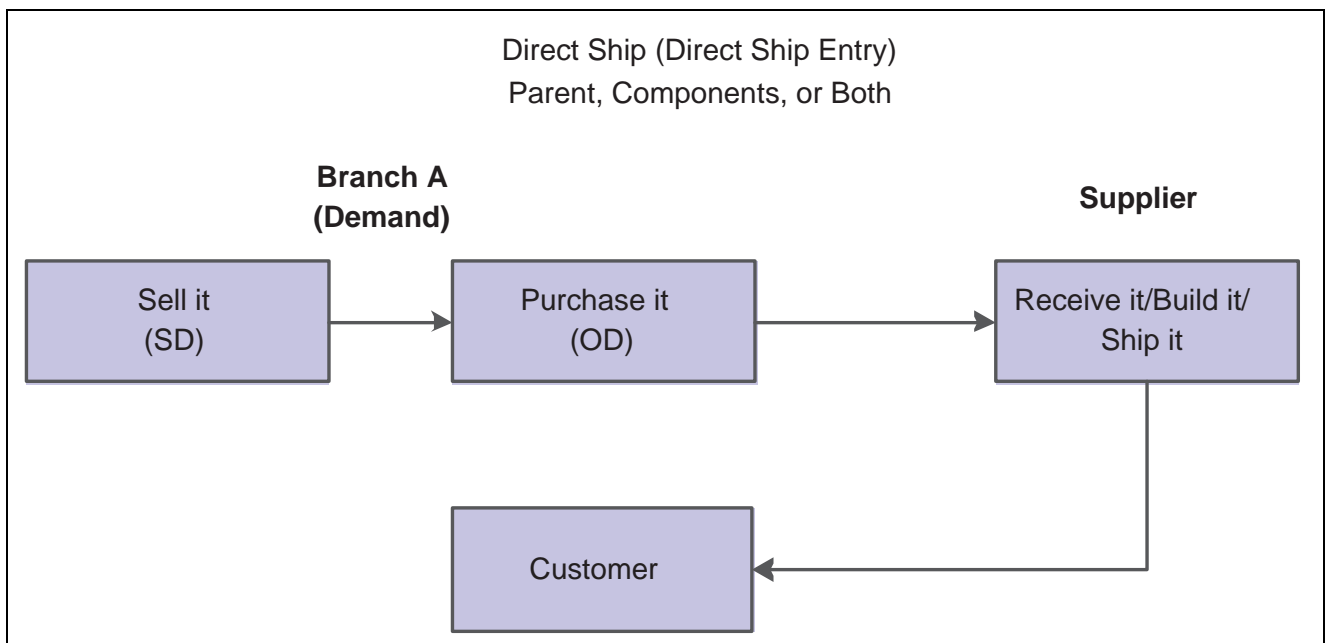 Direct Ship (Direct Ship Entry)
Parent, Components, or Both
Branch A
(Demand)
Supplier
Sell it
(SD)
Purchase it
(OD)
Receive it/Build it/
Ship it
Customer